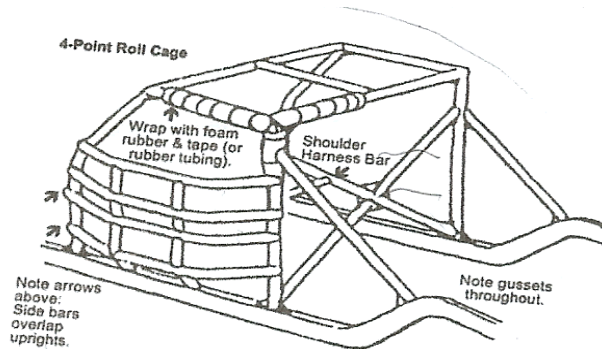 4-Point Roll Cage
Wrap with foam
rubber & tape (or
rubber tubing).
Shoulder
Harness Bar
Note arrows
above:
Side bars
overlap
uprights.
Note gussets
throughout.